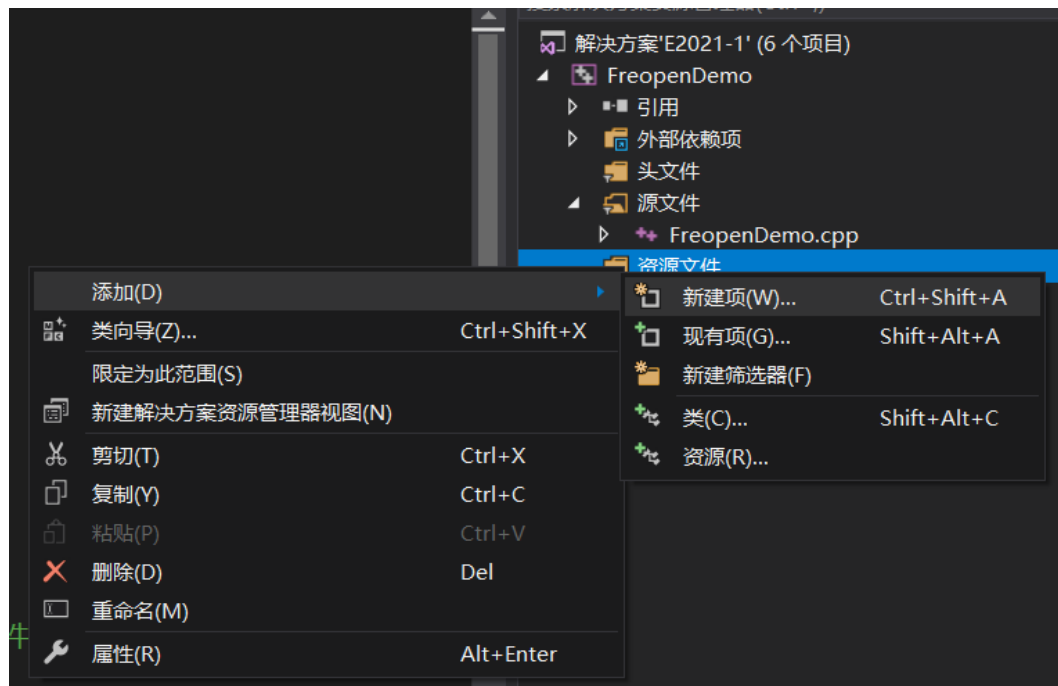 解决方案'E2021-1' (6 个项目)
FreopenDemo
引用
外部依赖项
头文件
源文件
FreopenDemo.cpp
资源文件
添加(D)
类向导(Z)... Ctrl+Shift+X
限定为此范围(S)
新建解决方案资源管理器视图(N)
剪切(T) Ctrl+X
复制(Y) Ctrl+C
粘贴(P) Ctrl+V
删除(D) Del
重命名(M)
属性(R) Alt+Enter
新建项(W)... Ctrl+Shift+A
现有项(G)... Shift+Alt+A
新建筛选器(F)
类(C)... Shift+Alt+C
资源(R)...
件